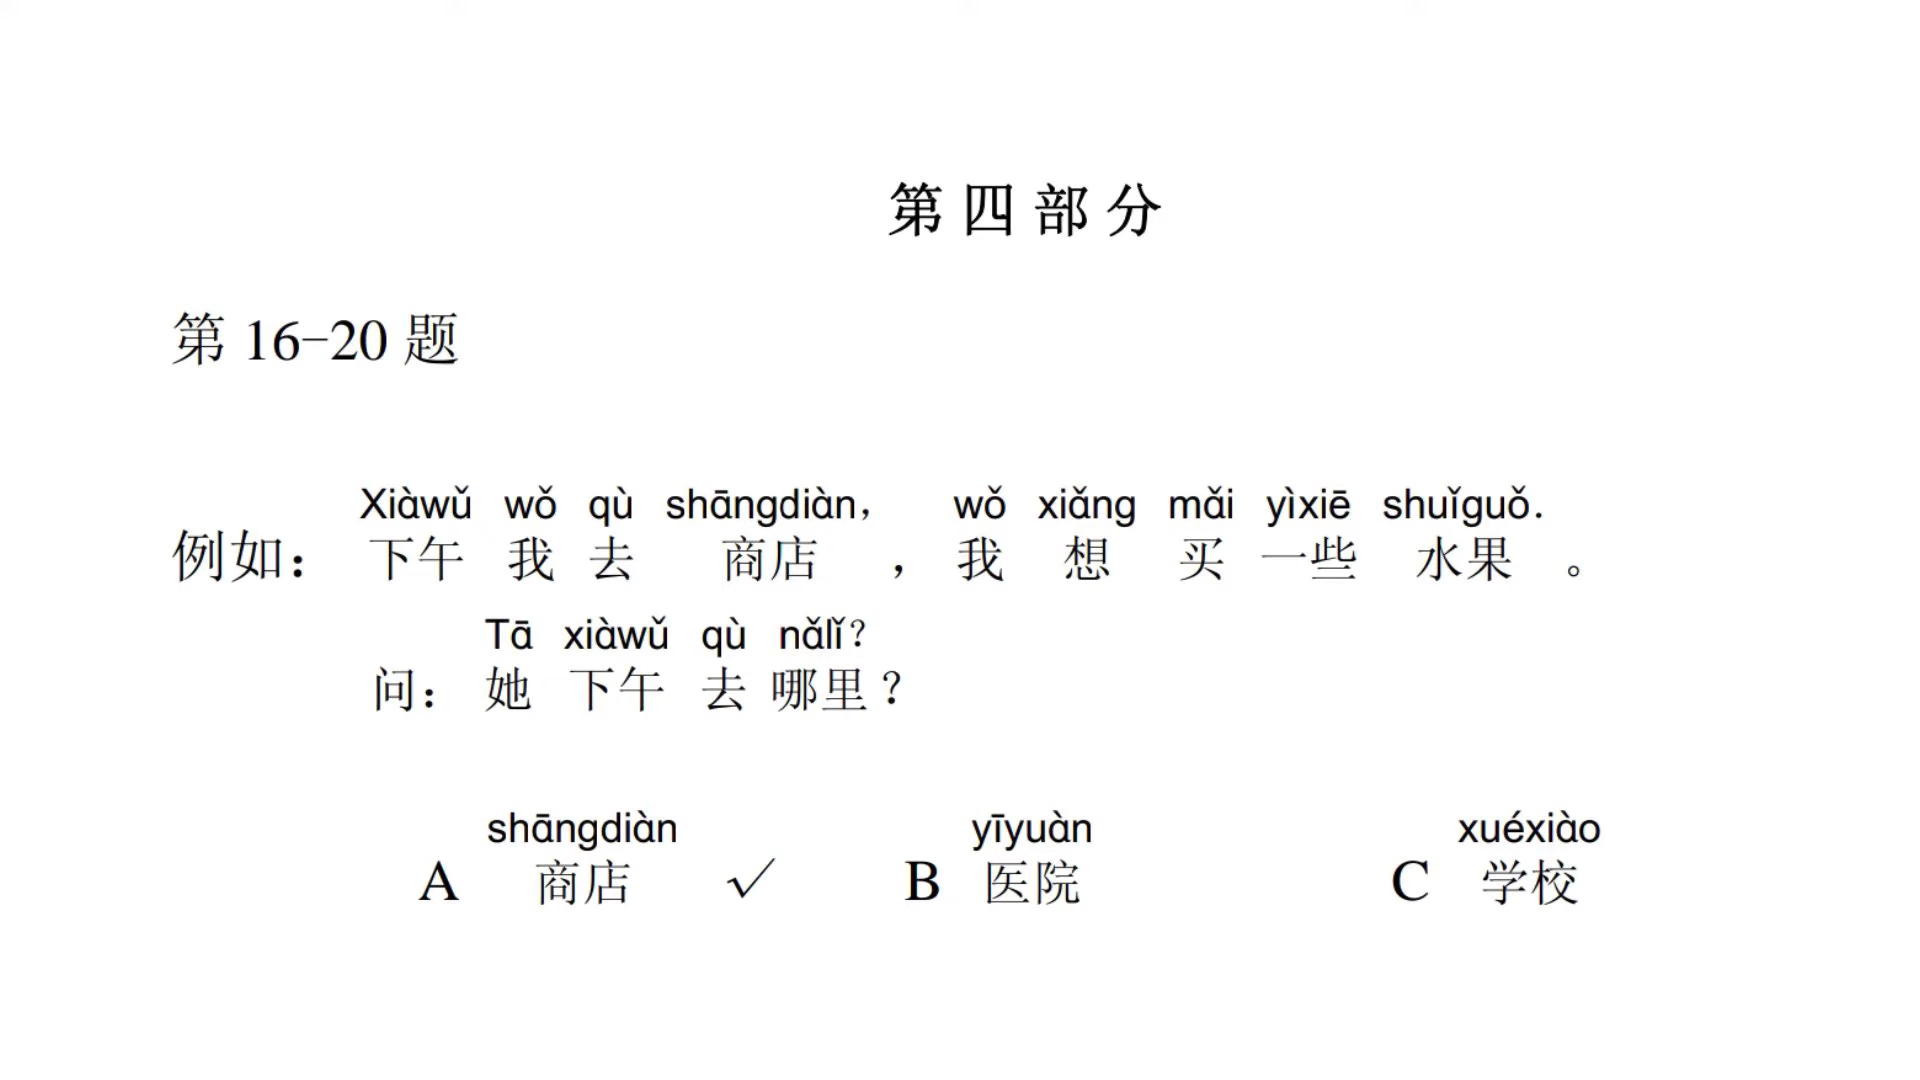 第四部分
第 16-20 题
Xiàwǔ wǒ qù shāngdiàn, wǒ xiǎng mǎi yìxiē shuǐguǒ.
例如：下午 我 去 商店 ，我 想 买 一些 水果 。
Tā xiàwǔ qù nǎlǐ?
问：她 下午 去 哪里？
shāngdiàn yīyuàn xuéxiào
A 商店 √ B 医院 C 学校